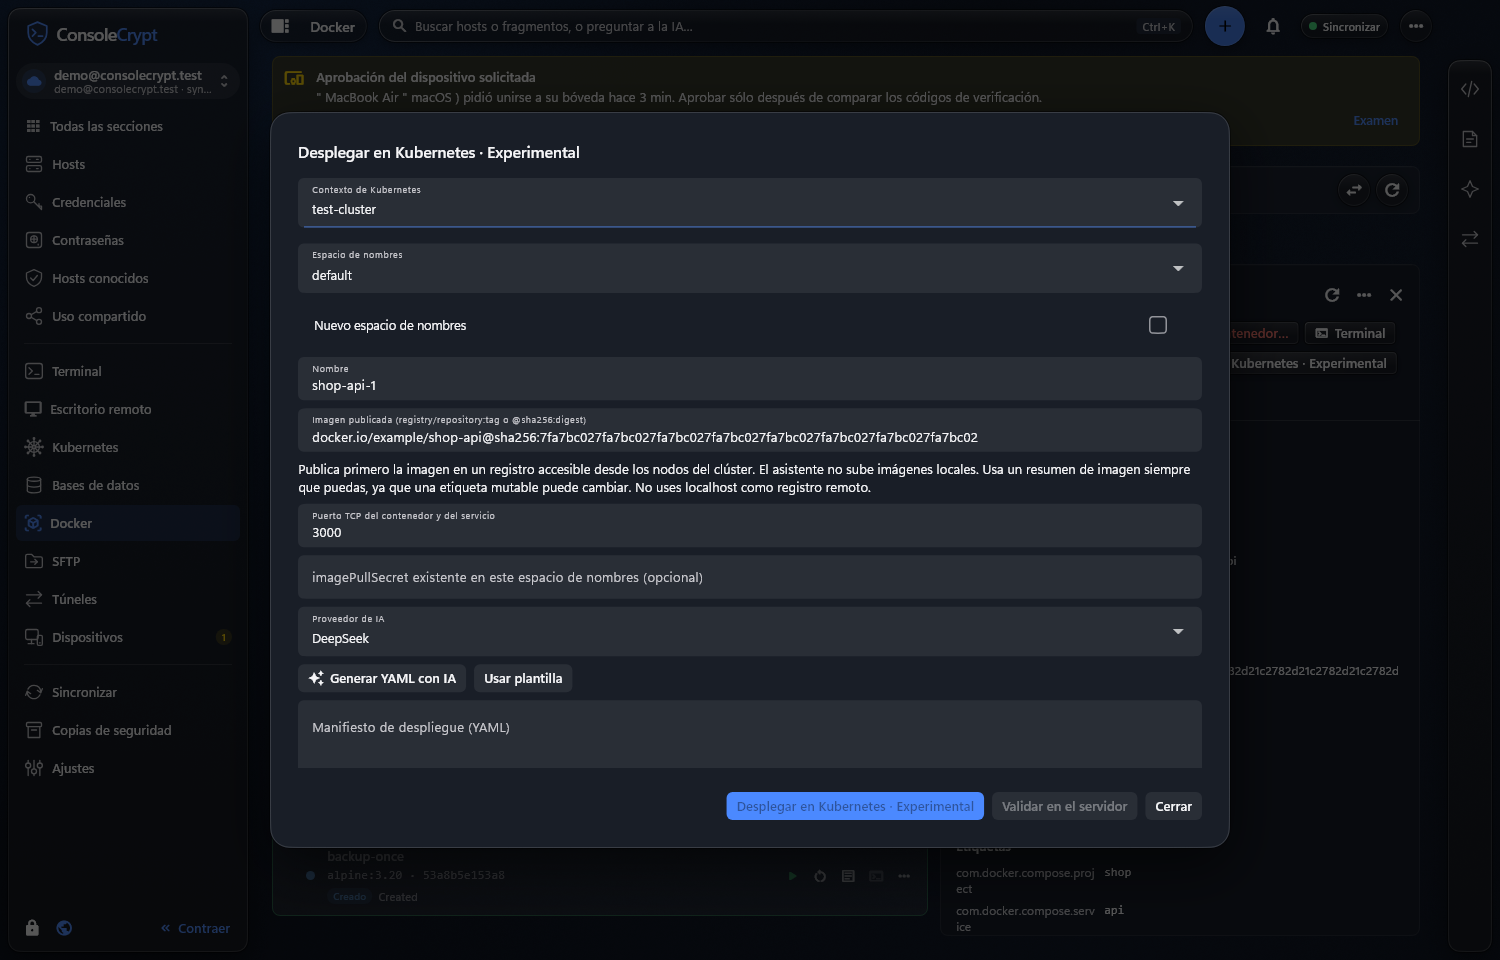 ConsoleCrypt
demo@consolecrypt.test
demo@consolecrypt.test · syn...
Todas las secciones
Hosts
Credenciales
Contraseñas
Hosts conocidos
Uso compartido
Terminal
Escritorio remoto
Kubernetes
Bases de datos
Docker
SFTP
Túneles
Dispositivos
1
Sincronizar
Copias de seguridad
Ajustes
« Contraer
Docker
Buscar hosts o fragmentos, o preguntar a la IA...
Ctrl+K
Sincronizar
Aprobación del dispositivo solicitada
" MacBook Air " macOS ) pidió unirse a su bóveda hace 3 min. Aprobar sólo después de comparar los códigos de verificación.
Examen
Desplegar en Kubernetes · Experimental
Contexto de Kubernetes
test-cluster
Espacio de nombres
default
Nuevo espacio de nombres
Nombre
shop-api-1
Imagen publicada (registry/repository:tag o @sha256:digest)
docker.io/example/shop-api@sha256:7fa7bc027fa7bc027fa7bc027fa7bc027fa7bc027fa7bc027fa7bc027fa7bc02
Publica primero la imagen en un registro accesible desde los nodos del clúster. El asistente no sube imágenes locales. Usa un resumen de imagen siempre
que puedas, ya que una etiqueta mutable puede cambiar. No uses localhost como registro remoto.
Puerto TCP del contenedor y del servicio
3000
imagePullSecret existente en este espacio de nombres (opcional)
Proveedor de IA
DeepSeek
Generar YAML con IA
Usar plantilla
Manifiesto de despliegue (YAML)
Desplegar en Kubernetes · Experimental
Validar en el servidor
Cerrar
tenedor...
Terminal
Kubernetes · Experimental
pi
32d21c2782d21c2782d21c2782d
backup-once
alpine:3.20 - 53a8b5e153a8
Creado
Created
Etiquetas
com.docker.compose.proj
ect
shop
com.docker.compose.serv
ice
api